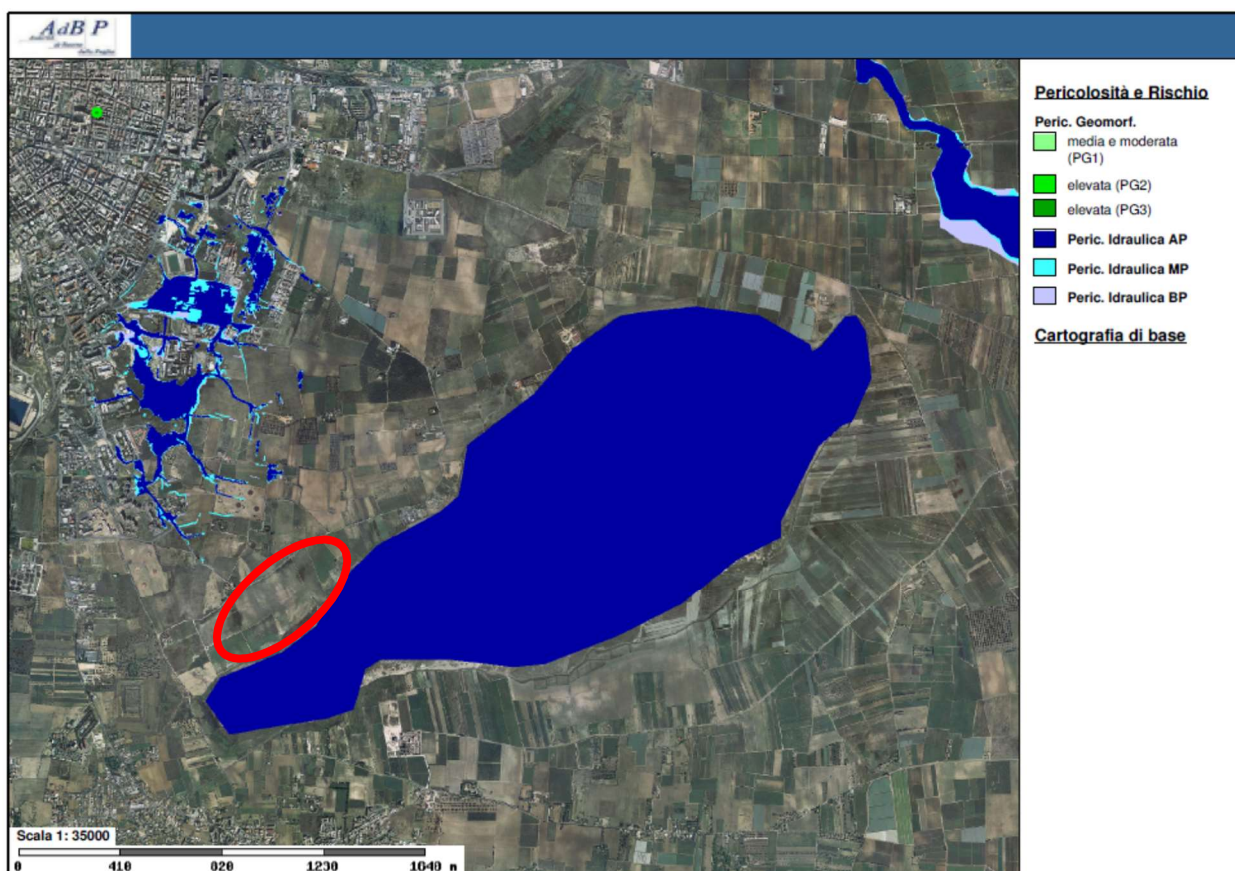 AdB P
Pericolosità e Rischio
Peric. Geomorf.
media e moderata
(PG1)
elevata (PG2)
elevata (PG3)
Peric. Idraulica AP
Peric. Idraulica MP
Peric. Idraulica BP
Cartografia di base
Scala 1: 35000
0 410 820 1230 1640 m